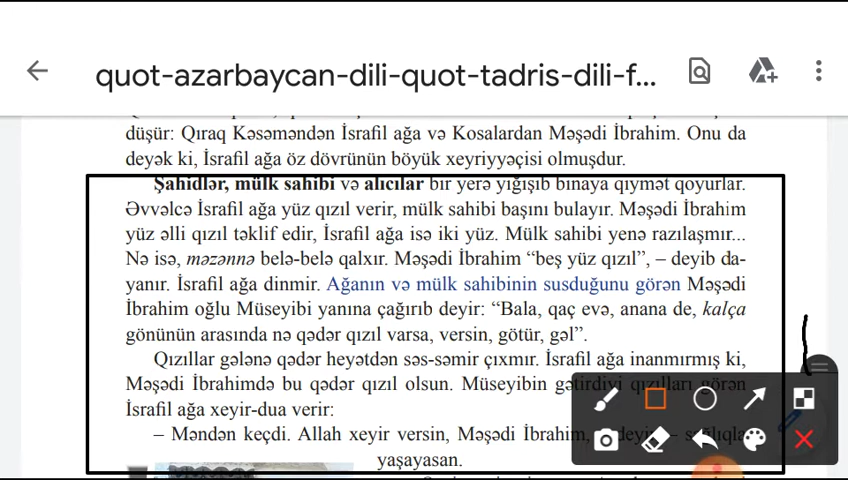 quot-azarbaycan-dili-quot-tadris-dili-f...
düşür: Qıraq Kəsəməndən İsrafil ağa və Kosalardan Məşədi İbrahim. Onu da
deyək ki, İsrafil ağa öz dövrünün böyük xeyriyyəçisi olmuşdur.
Şahidlər, mülk sahibi və alıcılar bir yerə yığışıb binaya qiymət qoyurlar.
Əvvəlcə İsrafil ağa yüz qızıl verir, mülk sahibi başını bulayır. Məşədi İbrahim
yüz əlli qızıl təklif edir, İsrafil ağa isə iki yüz. Mülk sahibi yenə razılaşmır...
Nə isə, məzənnə belə-belə qalxır. Məşədi İbrahim “beş yüz qızıl”, – deyib da-
yanır. İsrafil ağa dinmir. Ağanın və mülk sahibinin susduğunu görən Məşədi
İbrahim oğlu Müseyibi yanına çağırıb deyir: “Bala, qaç evə, anana de, kalça
gönünün arasında nə qədər qızıl varsa, versin, götür, gəl”.
Qızıllar gələnə qədər heyətdən səs-səmir çıxmır. İsrafil ağa inanmırmış ki,
Məşədi İbrahimdə bu qədər qızıl olsun. Müseyibin gətirdiyi qızılları görən
İsrafil ağa xeyir-dua verir:
– Məndən keçdi. Allah xeyir versin, Məşədi İbrahim, – sağlıqla
yaşayasan.